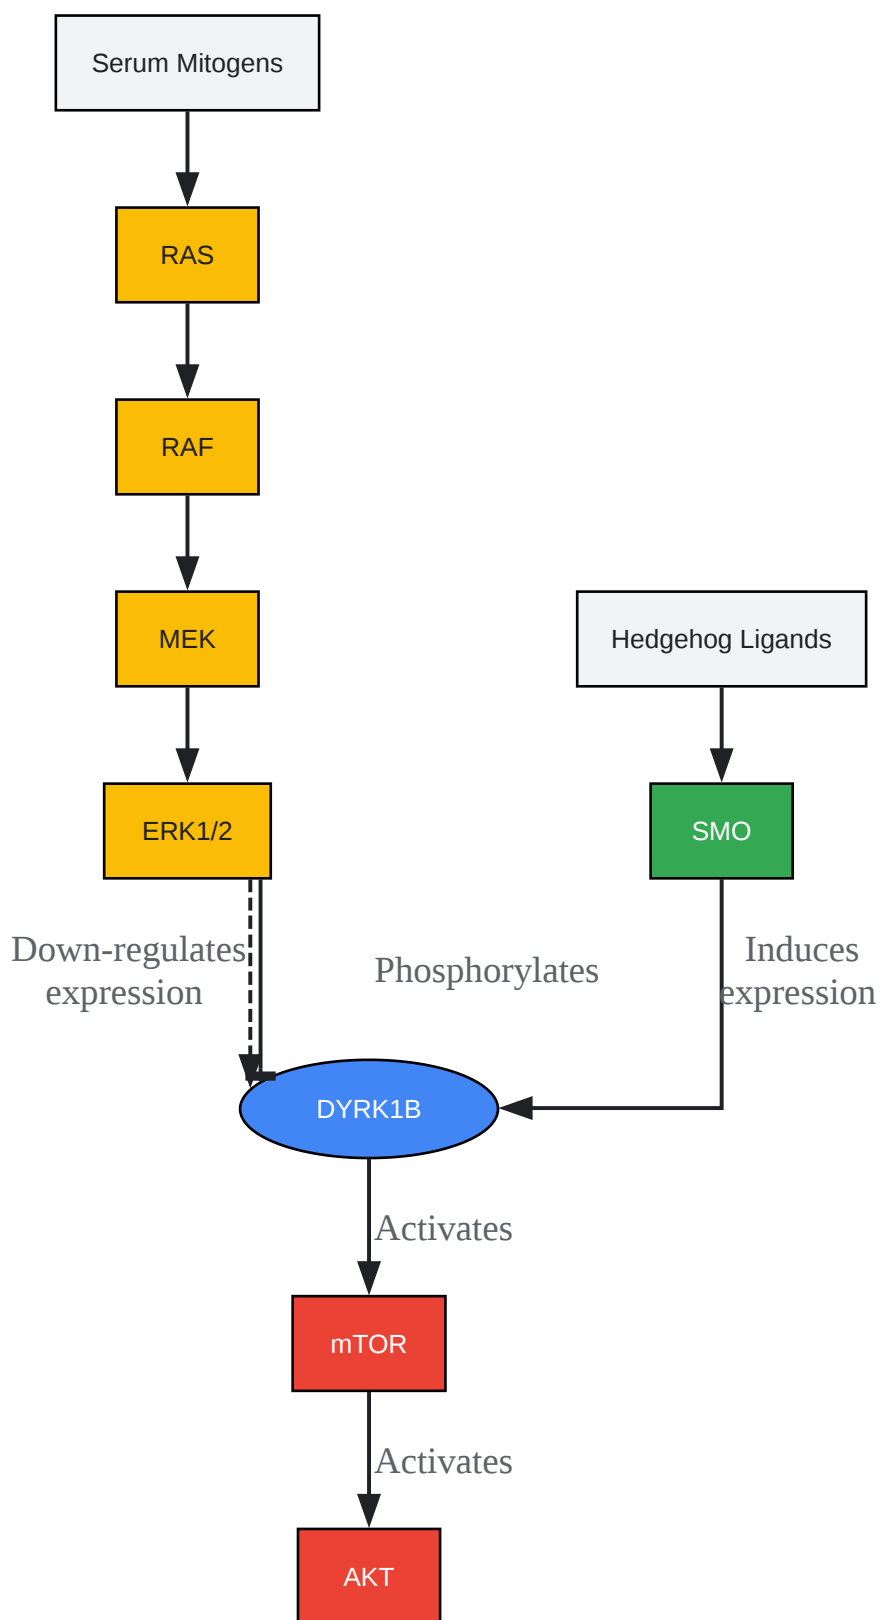 Serum Mitogens
RAS
RAF
MEK
Hedgehog Ligands
ERK1/2
SMO
Down-regulates
expression
Phosphorylates
Induces
expression
DYRK1B
Activates
mTOR
Activates
AKT